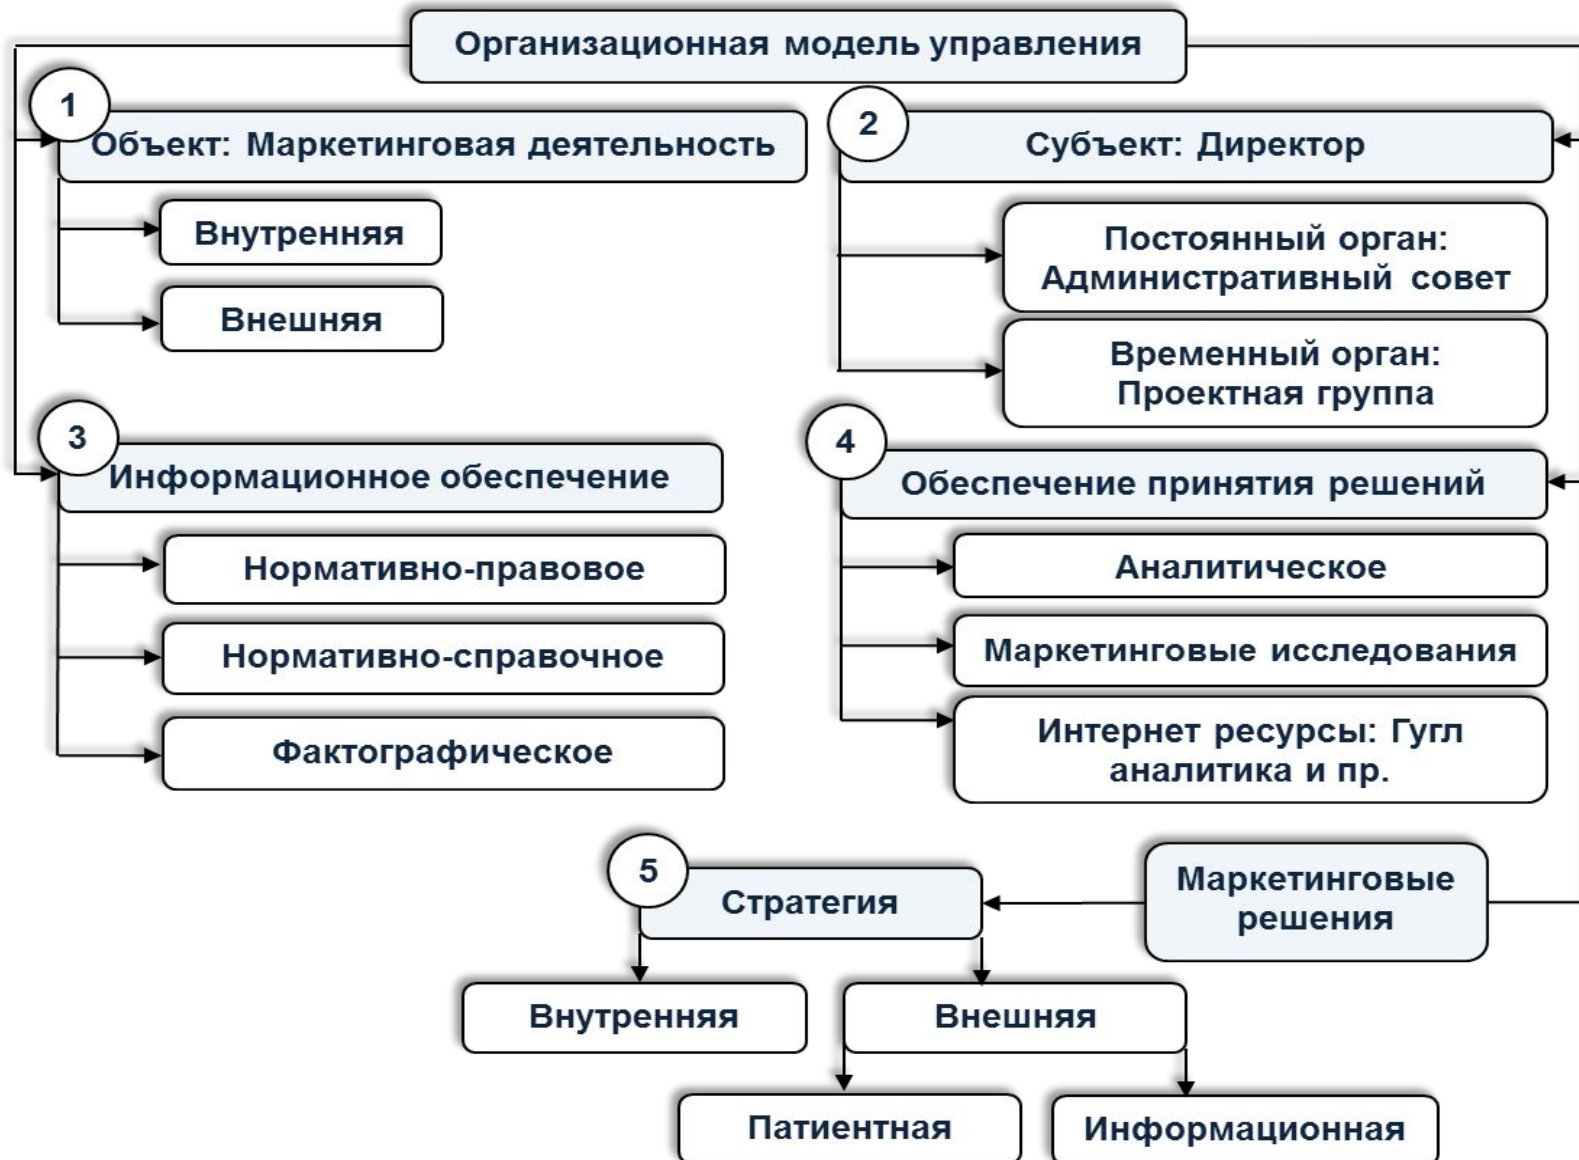 Организационная модель управления
1
Объект: Маркетинговая деятельность
Внутренняя
Внешняя
2
Субъект: Директор
Постоянный орган:
Административный совет
Временный орган:
Проектная группа
3
Информационное обеспечение
Нормативно-правовое
Нормативно-справочное
Фактографическое
4
Обеспечение принятия решений
Аналитическое
Маркетинговые исследования
Интернет ресурсы: Гугл
аналитика и пр.
5
Стратегия
Маркетинговые
решения
Внутренняя
Внешняя
Патиентная
Информационная